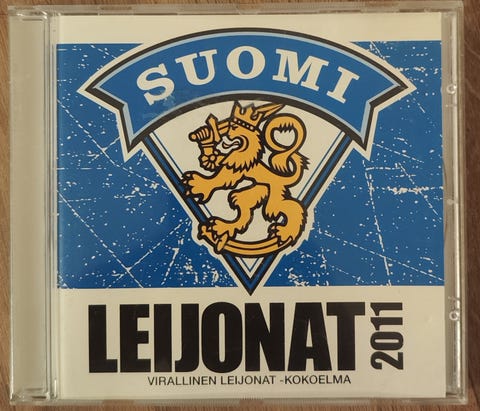 SUOMI
LEIJONAT 2011
VIRALLINEN LEIJONAT -KOKOELMA